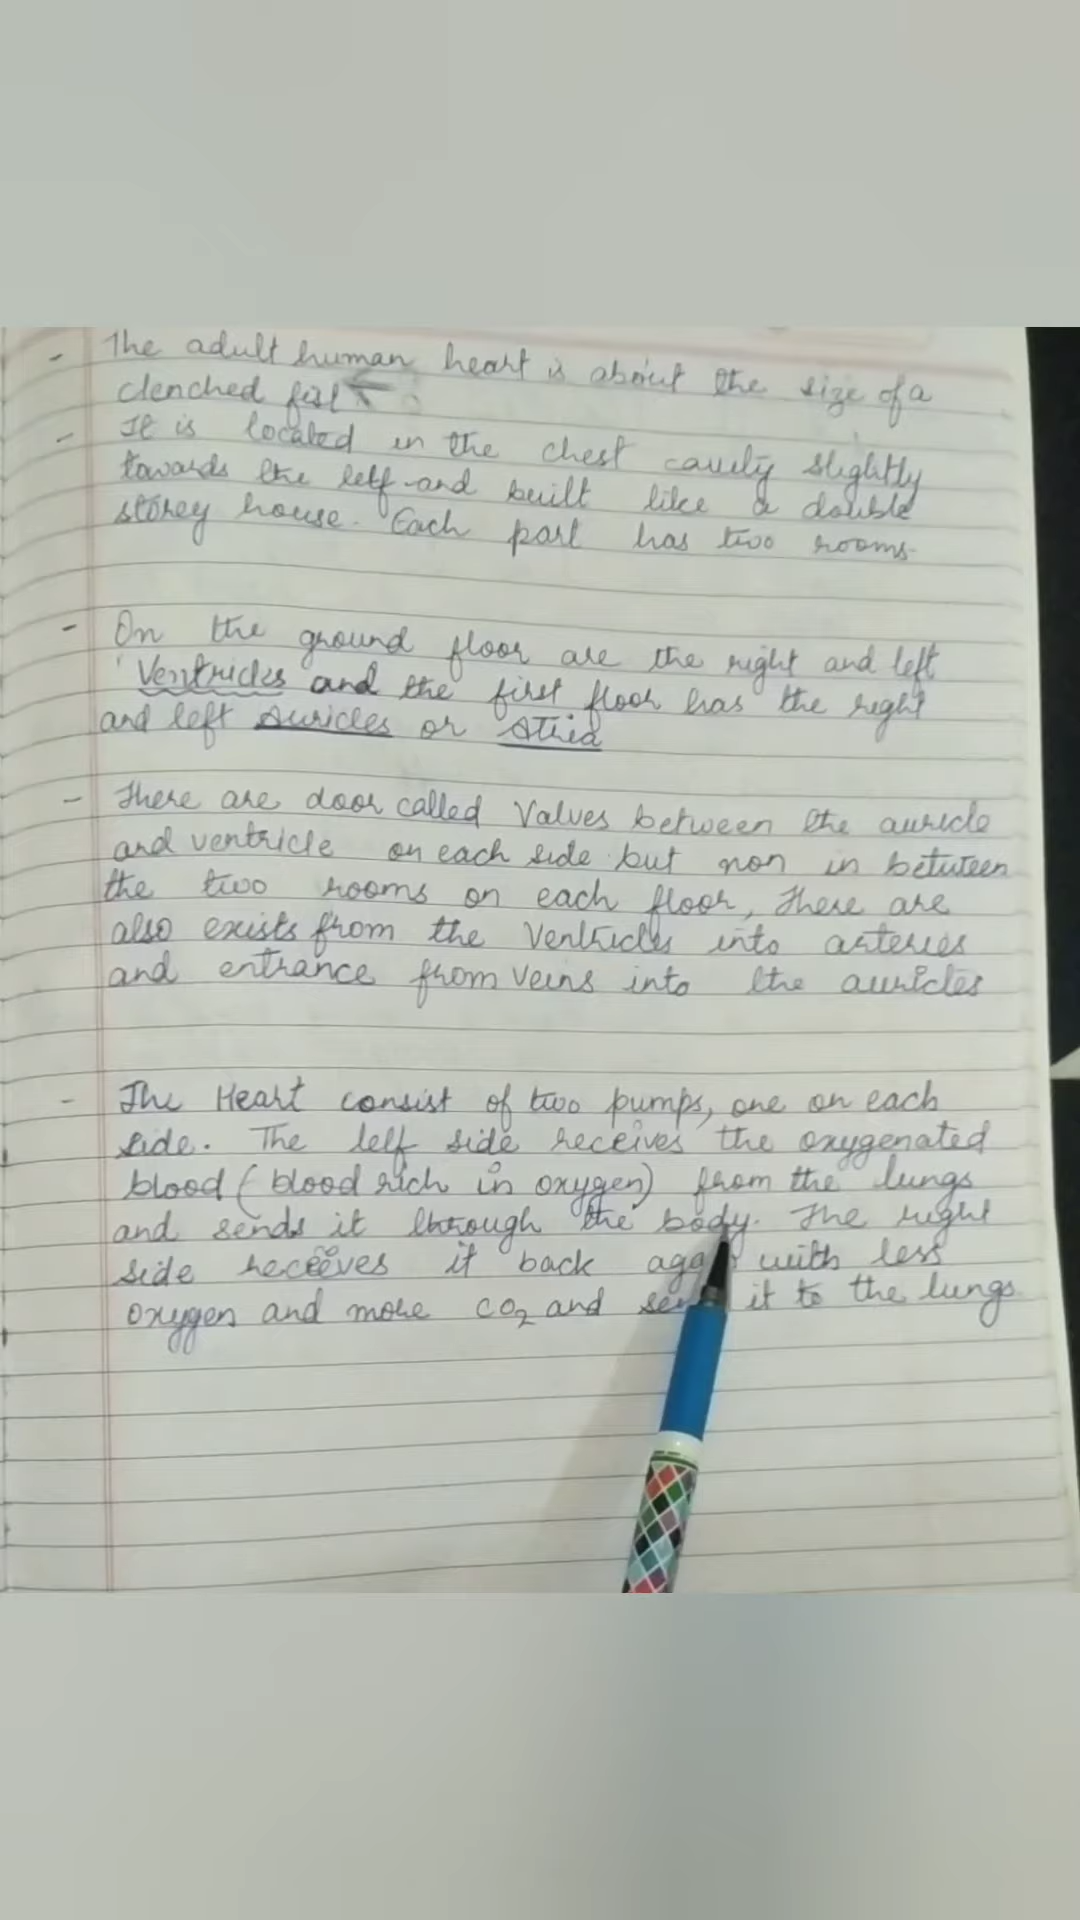 - The adult human heart is about the size of a
clenched fist
- It is located in the chest cavity slightly
towards the left and built like a double
storey house. Each part has two rooms.
- On the ground floor are the right and left
Ventricles and the first floor has the right
and left Auricles or Atria
- There are door called Valves between the auricle
and ventricle on each side but non in between
the two rooms on each floor, there are
also exists from the Ventricles into arteries
and entrance from veins into the auricles
- The Heart consist of two pumps, one on each
side. The left side receives the oxygenated
blood (blood rich in oxygen) from the lungs
and sends it through the body. The right
side receives it back again with less
oxygen and more CO2 and it to the lungs.